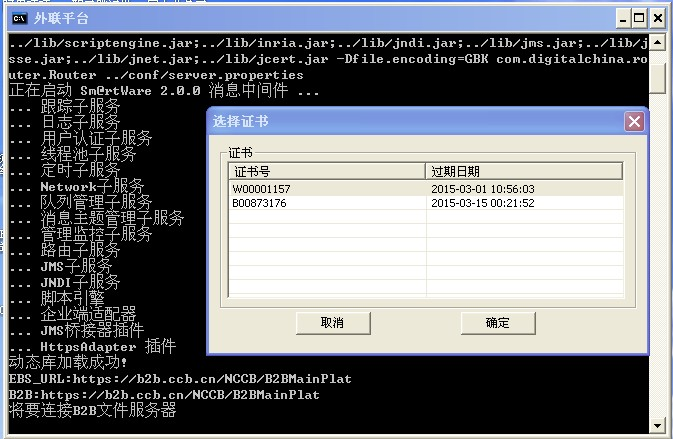 外联平台
../lib/scriptengine.jar;../lib/inria.jar;../lib/jndi.jar;../lib/jms.jar;../lib/j
sse.jar;../lib/jnet.jar;../lib/jcert.jar -Dfile.encoding=GBK com.digitalchina.ro
uter.Router ../conf/server.properties
正在启动 Sm@rtWare 2.0.0 消息中间件 ...
... 跟踪子服务
... 日志子服务
... 用户认证子服务
... 线程池子服务
... 定时子服务
... Network子服务
... 队列管理子服务
... 消息主题管理子服务
... 管理监控子服务
... 路由子服务
... JMS子服务
... JNDI子服务
... 脚本引擎
... 企业端适配器
... JMS桥接器插件
... HttpsAdapter 插件
动态库加载成功!
EBS_URL:https://b2b.ccb.cn/NCCB/B2BMainPlat
B2B:https://b2b.ccb.cn/NCCB/B2BMainPlat
将要连接B2B文件服务器
选择证书
证书
证书号 过期日期
W00001157 2015-03-01 10:56:03
B00873176 2015-03-15 00:21:52
取消 确定